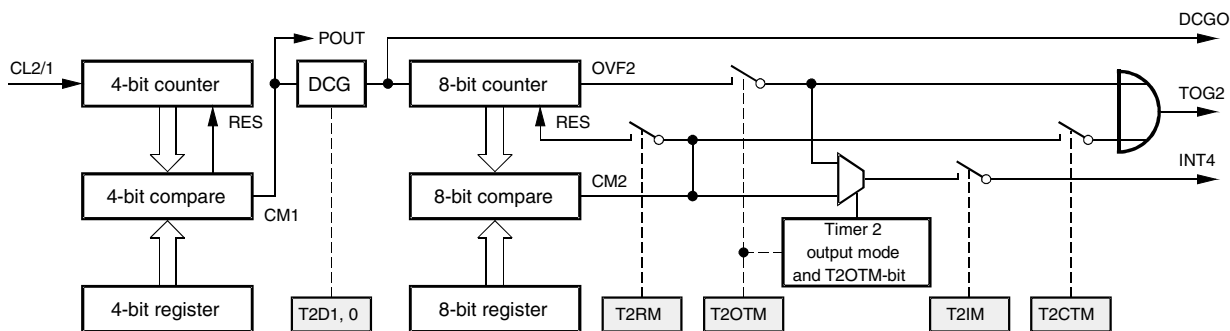 DCGO
POUT
CL2/1
4-bit counter
DCG
8-bit counter
OVF2
TOG2
RES
RES
INT4
4-bit compare
8-bit compare
CM2
CM1
Timer 2
output mode
and T2OTM-bit
4-bit register
T2D1, 0
8-bit register
T2RM
T2OTM
T2IM
T2CTM